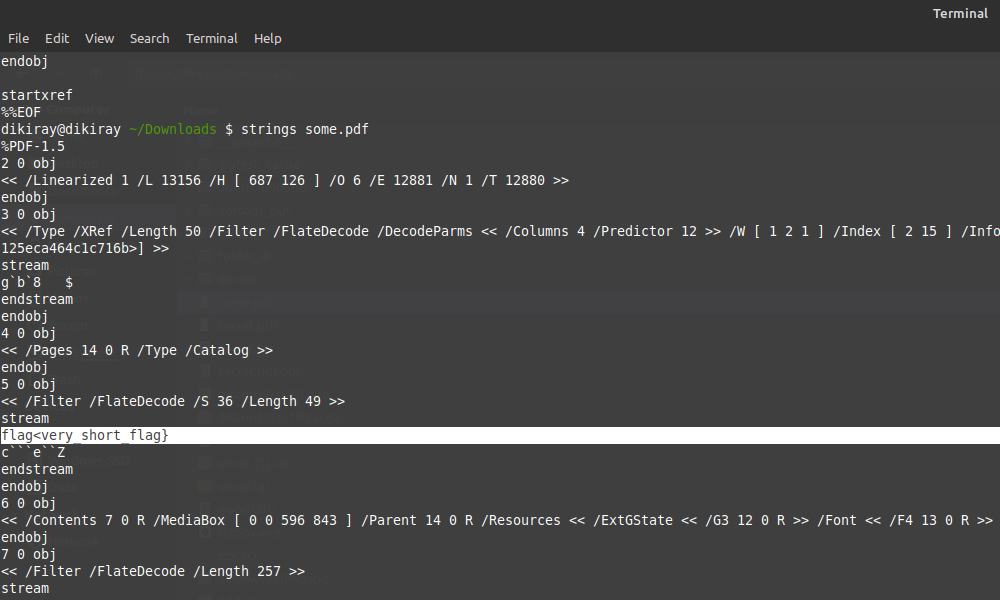 Terminal
File Edit View Search Terminal Help
endobj
startxref
%%EOF
dikiray@dikiray ~/Downloads $ strings some.pdf
%PDF-1.5
2 0 obj
<< /Linearized 1 /L 13156 /H [ 687 126 ] /O 6 /E 12881 /N 1 /T 12880 >>
endobj
3 0 obj
<< /Type /XRef /Length 50 /Filter /FlateDecode /DecodeParms << /Columns 4 /Predictor 12 >> /W [ 1 2 1 ] /Index [ 2 15 ] /Info
125eca464c1c716b>] >>
stream
g`b`8   $
endstream
endobj
4 0 obj
<< /Pages 14 0 R /Type /Catalog >>
endobj
5 0 obj
<< /Filter /FlateDecode /S 36 /Length 49 >>
stream
flag<very_short_flag}
c```e``Z
endstream
endobj
6 0 obj
<< /Contents 7 0 R /MediaBox [ 0 0 596 843 ] /Parent 14 0 R /Resources << /ExtGState << /G3 12 0 R >> /Font << /F4 13 0 R >>
endobj
7 0 obj
<< /Filter /FlateDecode /Length 257 >>
stream